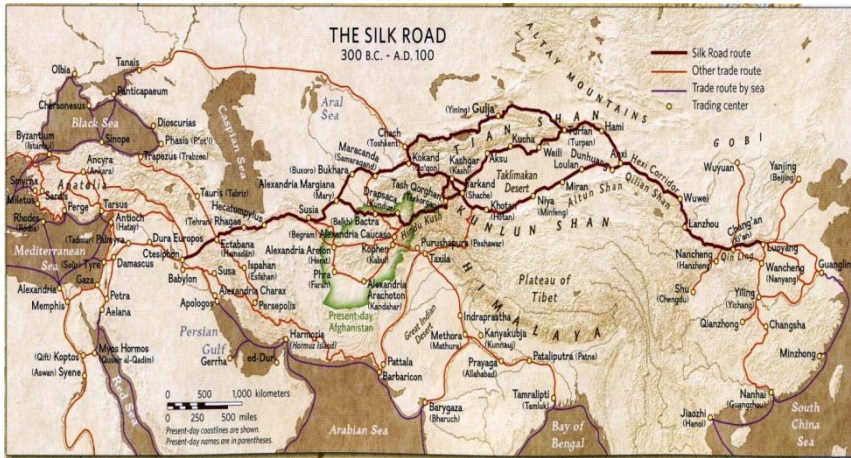 THE SILK ROAD
300 B.C. - A.D. 100
Silk Road route
Other trade route
Trade route by sea
Trading center
Olbia
Tanais
Panticapaeum
Chersonesus
Dioscurias
Black Sea
Phasis (P'ot'i)
Byzantium
(Istanbul)
Sinope
Trapezus (Trabzon)
Caspian Sea
Aral
Sea
Ancyra
(Ankara)
Anatolia
Smyrna
Sardis
Miletus
Perge
Tarsus
Rhodes
Antioch
(Hatay)
Tauris (Tabriz)
Hecatompylus
(Tehran) Rhagae
Mediterranean
Sea
(Tadmur) Palmyra
Dura Europos
Ctesiphon
Ecbatana
(Hamadan)
(Sūr) Tyre
Damascus
Babylon
Susa
Ispahan
(Esfahan)
Gaza
Alexandria
Memphis
Petra
Aelana
Apologos
Alexandria Charax
Persepolis
Persian
Gulf
Gerrha
ed-Dur
Harmozia
(Hormuz Island)
(Qift) Koptos
Myos Hormos
(Quseir al-Qadim)
(Aswan) Syene
Red Sea
0 500 1,000 kilometers
0 250 500 miles
Present-day coastlines are shown.
Present-day names are in parentheses.
ALTAY MOUNTAINS
(Yining) Gulja
TIAN SHAN
Chach
(Toshkent)
Maracanda
(Samarqand)
(Buxoro) Bukhara
Kokand
(Qo'qon)
Kashgar
(Kashi)
Aksu
Kucha
Turfan
(Turpan)
Hami
Weili
Loulan
Dunhuang
Anxi
Taklimakan
Desert
Alexandria Margiana
(Mary)
Drapsaca
(Kunduz)
Tash Qorghan
Yarkand
(Shache)
Khotan
(Hotan)
Niya
(Minfeng)
Miran
Altun Shan
Qilian Shan
Hexi Corridor
GOBI
Wuyuan
Yanjing
(Beijing)
Wuwei
Lanzhou
Susia
(Balkh) Bactra
Hindu Kush
KUNLUN SHAN
(Begram) Alexandria Caucaso
Alexandria Areion
(Herat)
Kophen
(Kabul)
Purushapura
(Peshawar)
Taxila
Phra
(Farah)
Alexandria
Arachoton
(Kandahar)
Present-day
Afghanistan
HIMALAYA
Plateau of
Tibet
Great Indian
Desert
Indraprastha
Methora
(Mathura)
Kanyakubja
(Kunnauj)
Prayaga
(Allahabad)
Pataliputra (Patna)
Pattala
Barbaricon
Barygaza
(Bharuch)
Tamralipti
(Tamluk)
Arabian Sea
Bay of
Bengal
Chang'an
(Xi'an)
Luoyang
Nancheng
(Hanzhong)
Qin Ling
Wancheng
(Nanyang)
Guangling
Shu
(Chengdu)
Yiling
(Yichang)
Qianzhong
Changsha
Minzhong
Nanhai
(Guangzhou)
Jiaozhi
(Hanoi)
South
China
Sea